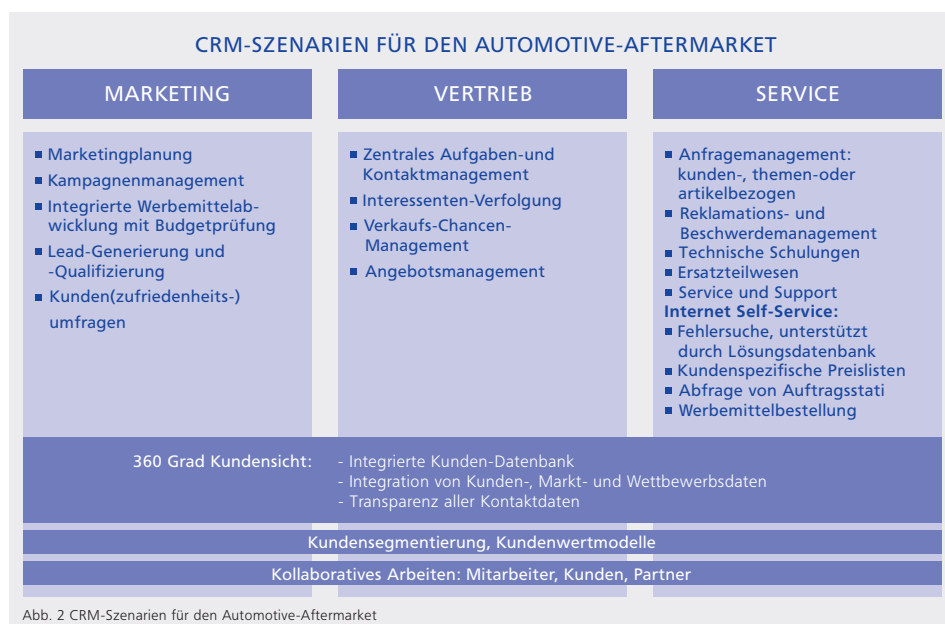 CRM-SZENARIEN FÜR DEN AUTOMOTIVE-AFTERMARKET
MARKETING
▪ Marketingplanung
▪ Kampagnenmanagement
▪ Integrierte Werbemittelab-
wicklung mit Budgetprüfung
▪ Lead-Generierung und
-Qualifizierung
▪ Kunden(zufriedenheits-)
umfragen
VERTRIEB
▪ Zentrales Aufgaben-und
Kontaktmanagement
▪ Interessenten-Verfolgung
▪ Verkaufs-Chancen-
Management
▪ Angebotsmanagement
SERVICE
▪ Anfragemanagement:
kunden-, themen-oder
artikelbezogen
▪ Reklamations- und
Beschwerdemanagement
▪ Technische Schulungen
▪ Ersatzteilwesen
▪ Service und Support
Internet Self-Service:
▪ Fehlersuche, unterstützt
durch Lösungsdatenbank
▪ Kundenspezifische Preislisten
▪ Abfrage von Auftragsstati
▪ Werbemittelbestellung
360 Grad Kundensicht:
- Integrierte Kunden-Datenbank
- Integration von Kunden-, Markt- und Wettbewerbsdaten
- Transparenz aller Kontaktdaten
Kundensegmentierung, Kundenwertmodelle
Kollaboratives Arbeiten: Mitarbeiter, Kunden, Partner
Abb. 2 CRM-Szenarien für den Automotive-Aftermarket